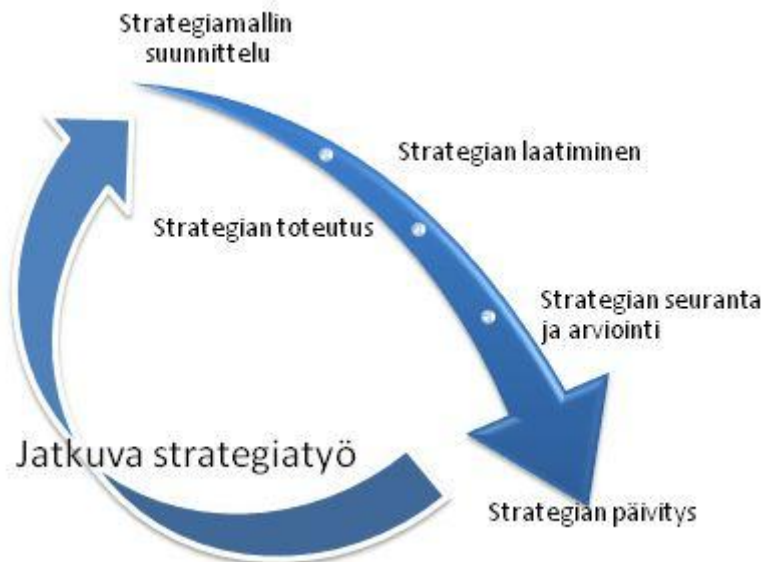 Strategiamallin
suunnittelu
Strategian laatiminen
Strategian toteutus
Strategian seuranta
ja arviointi
Jatkuva strategiatyö
Strategian päivitys